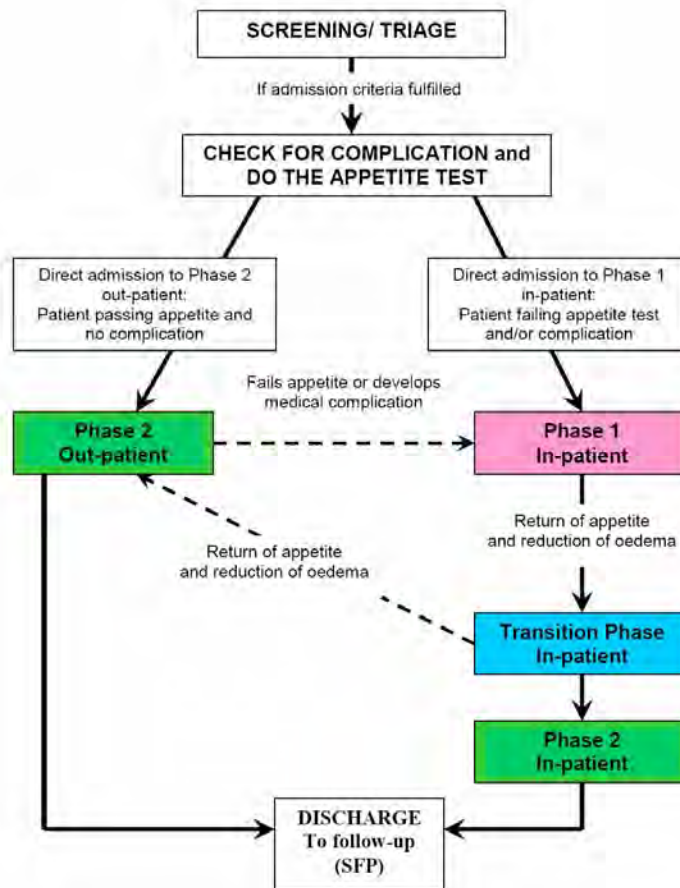 SCREENING/ TRIAGE
If admission criteria fulfilled
CHECK FOR COMPLICATION and
DO THE APPETITE TEST
Direct admission to Phase 2
out-patient:
Patient passing appetite and
no complication
Direct admission to Phase 1
in-patient:
Patient failing appetite test
and/or complication
Fails appetite or develops
medical complication
Phase 2
Out-patient
Phase 1
In-patient
Return of appetite
and reduction of oedema
Return of appetite
and reduction of oedema
Transition Phase
In-patient
Phase 2
In-patient
DISCHARGE
To follow-up
(SFP)